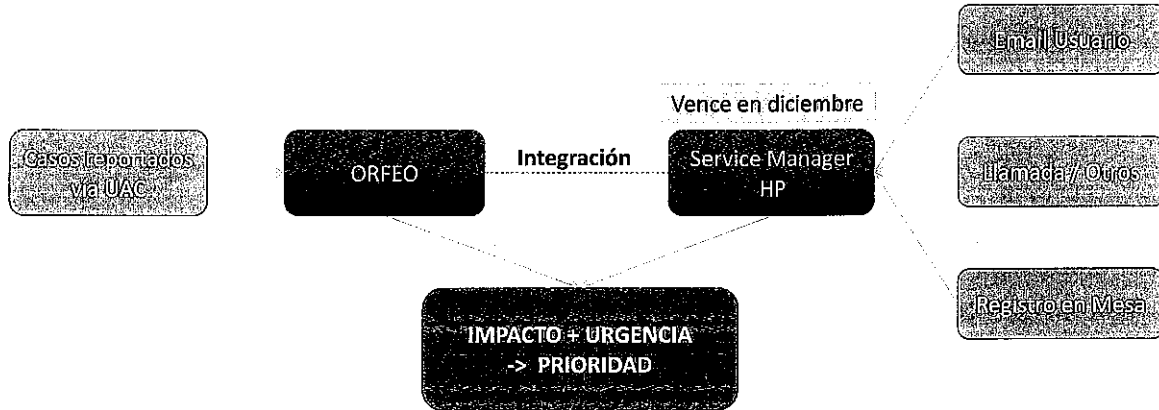 Email Usuario
Vence en diciembre
Casos reportados
vía UAC
ORFEO
Integración
Service Manager
HP
Llamada / Otros
Registro en Mesa
IMPACTO + URGENCIA
-> PRIORIDAD